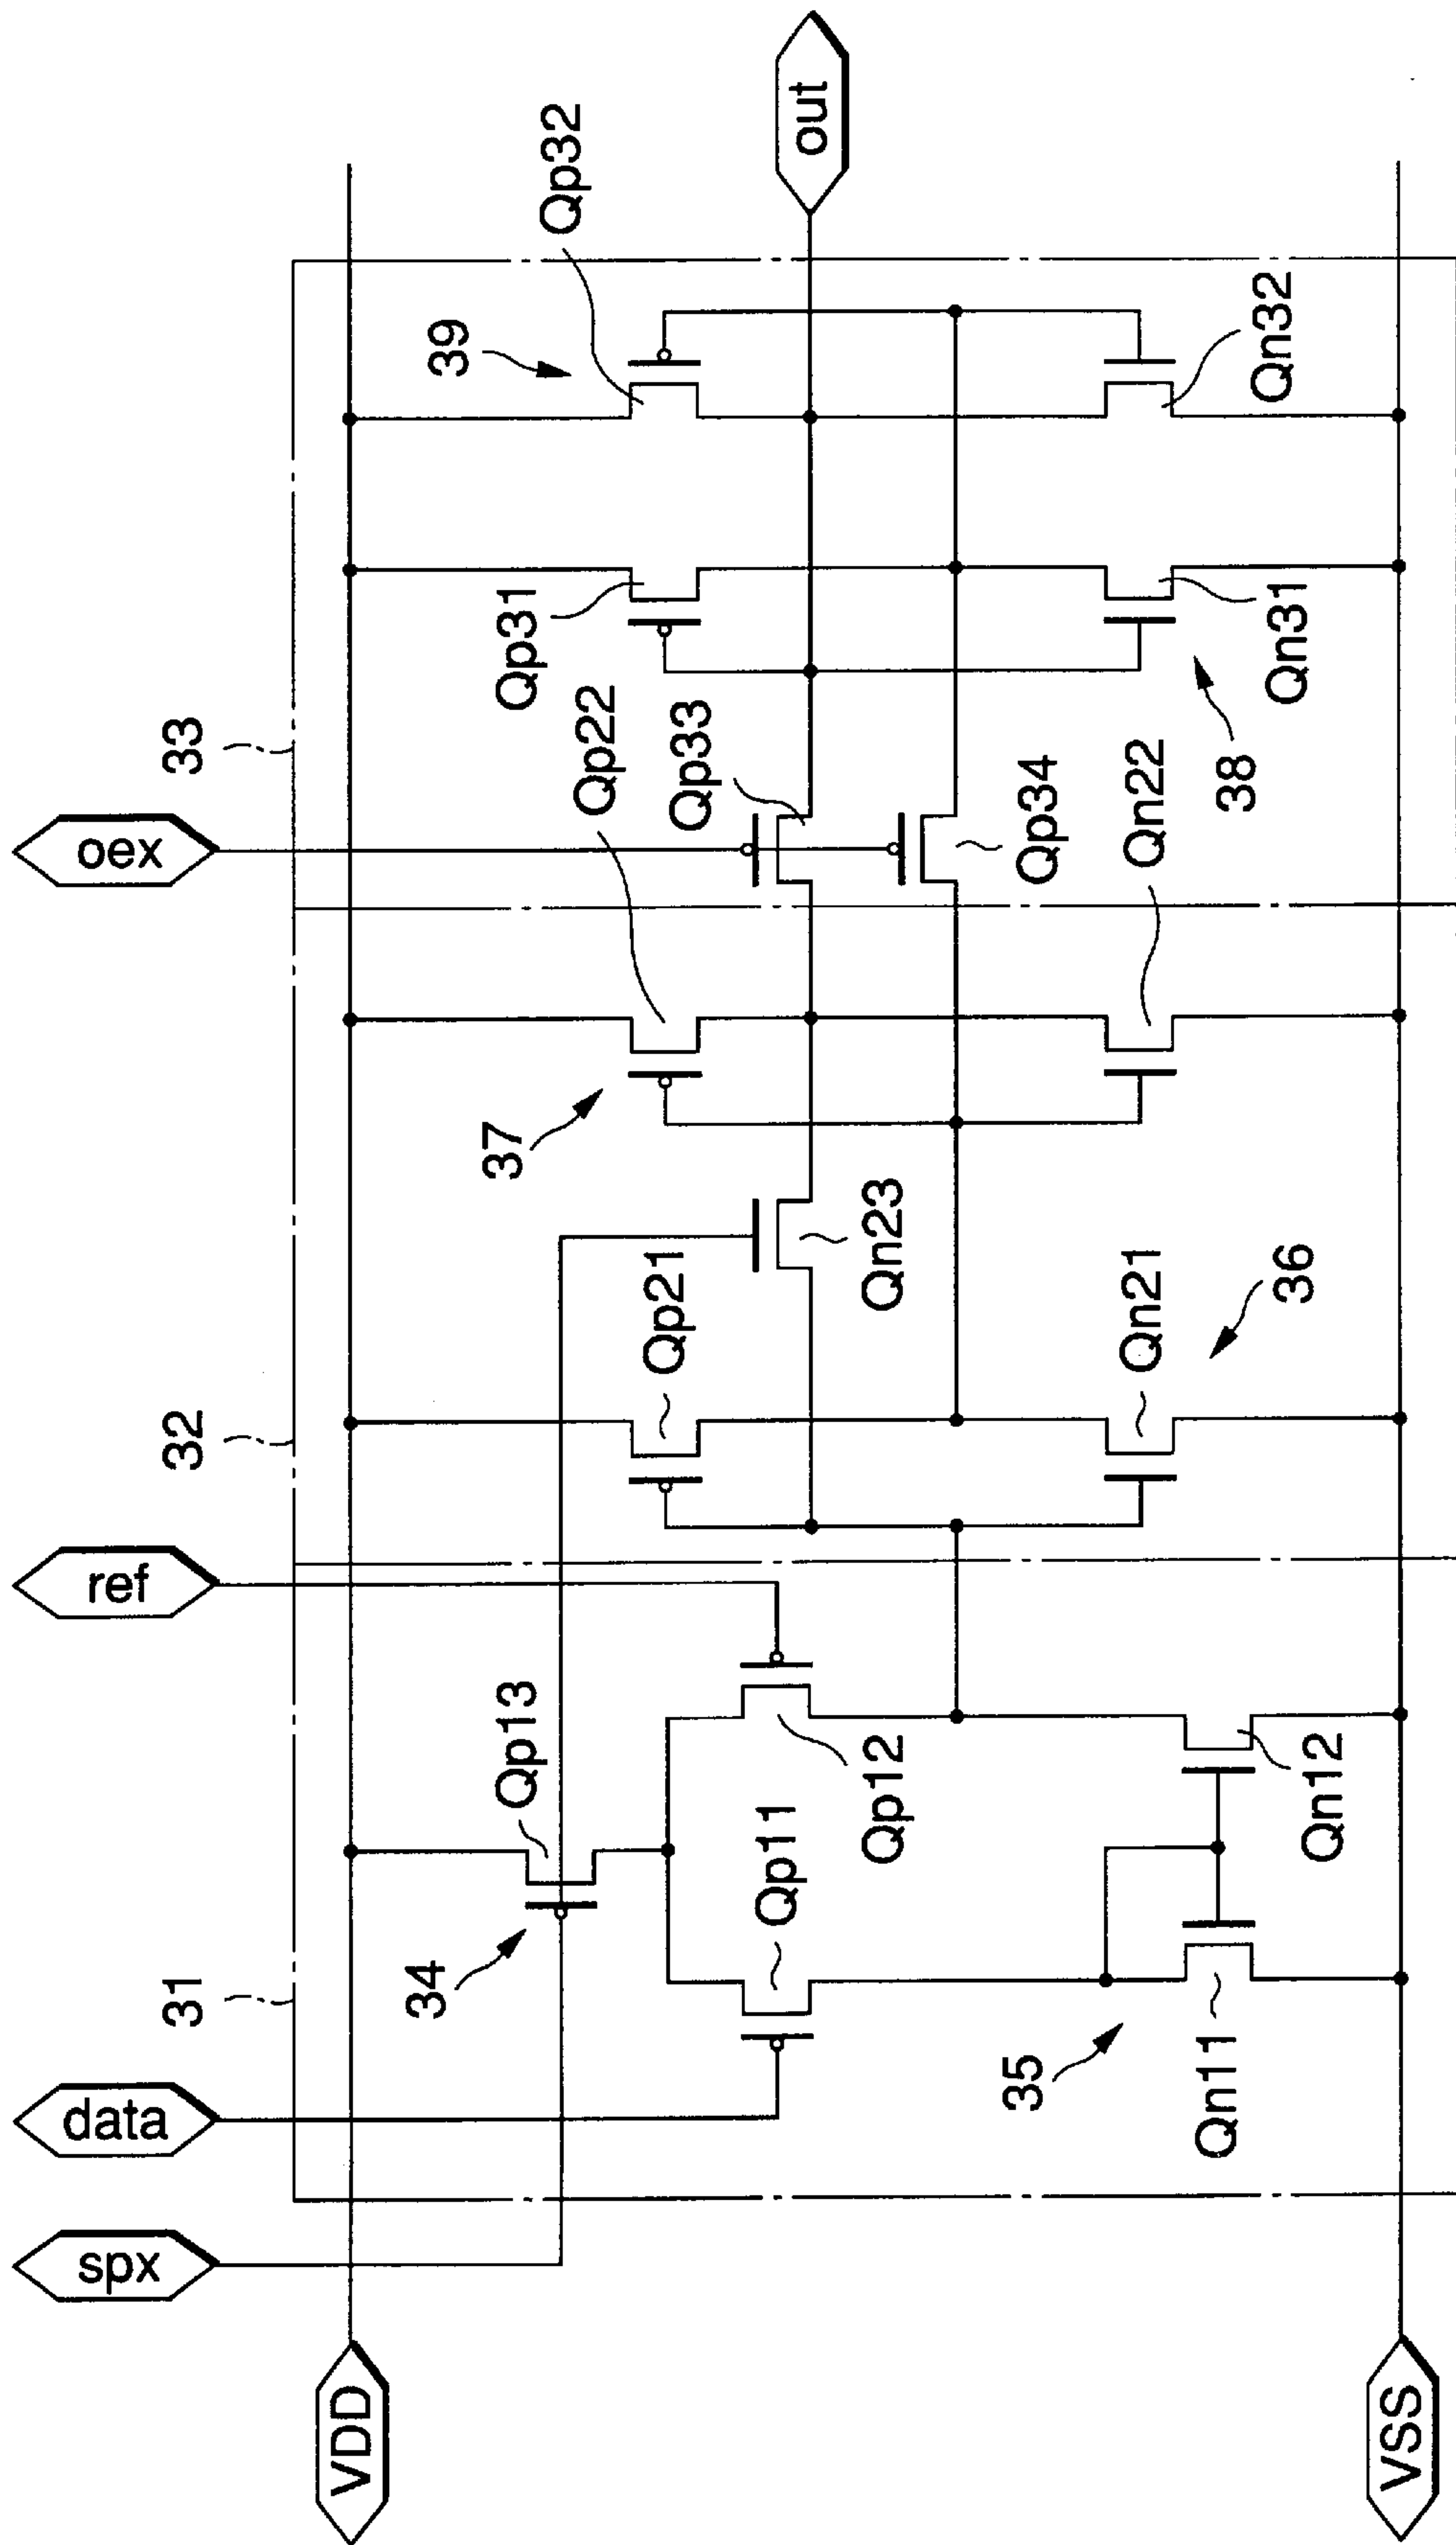 VDD
spx
data
ref
oex
out
VSS
31
32
33
34
Qp13
Qp11
Qp12
35
Qn11
Qn12
Qp21
Qn21
36
Qn23
37
Qp22
Qn22
Qp33
Qp34
Qp31
Qn31
38
39
Qp32
Qn32